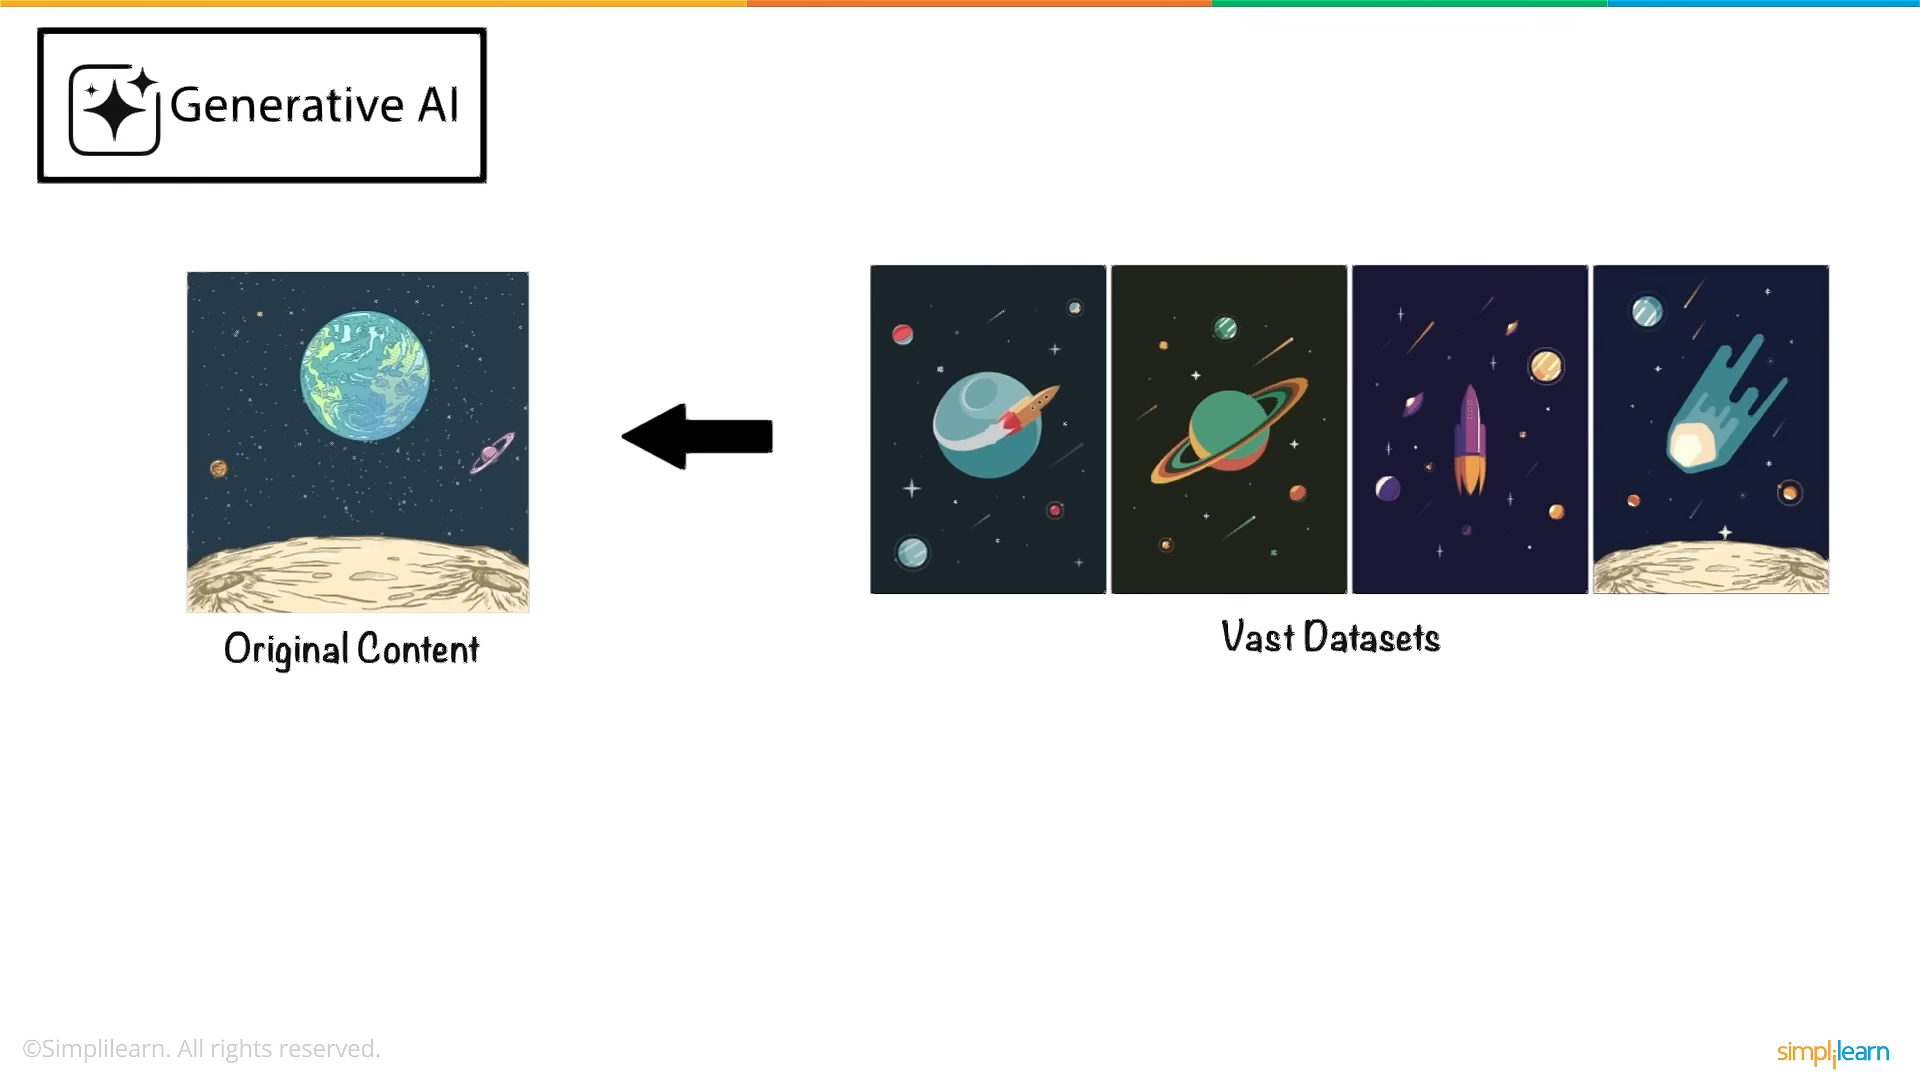 Generative AI
Original Content
Vast Datasets
©Simplilearn. All rights reserved.
simplilearn